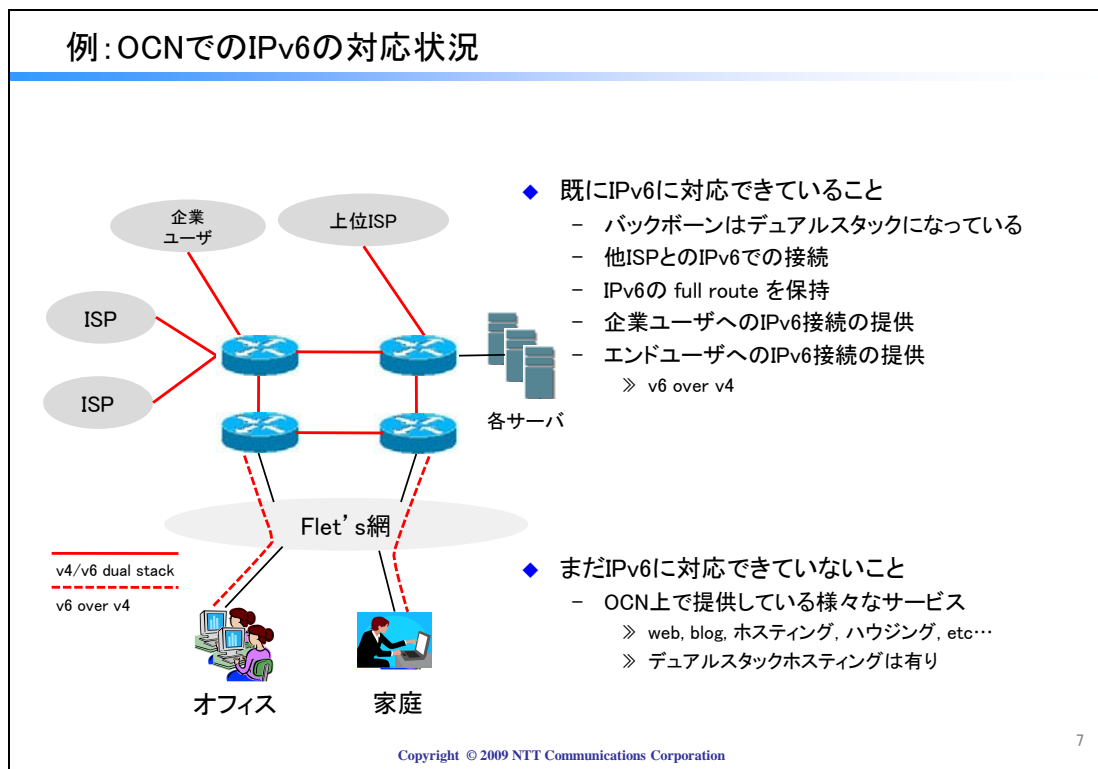 例：OCNでのIPv6の対応状況
企業
ユーザ
上位ISP
ISP
ISP
各サーバ
Flet’s網
v4/v6 dual stack
v6 over v4
オフィス
家庭
◆ 既にIPv6に対応できていること
− バックボーンはデュアルスタックになっている
− 他ISPとのIPv6での接続
− IPv6の full route を保持
− 企業ユーザへのIPv6接続の提供
− エンドユーザへのIPv6接続の提供
≫ v6 over v4
◆ まだIPv6に対応できていないこと
− OCN上で提供している様々なサービス
≫ web, blog, ホスティング, ハウジング, etc…
≫ デュアルスタックホスティングは有り
Copyright © 2009 NTT Communications Corporation
7